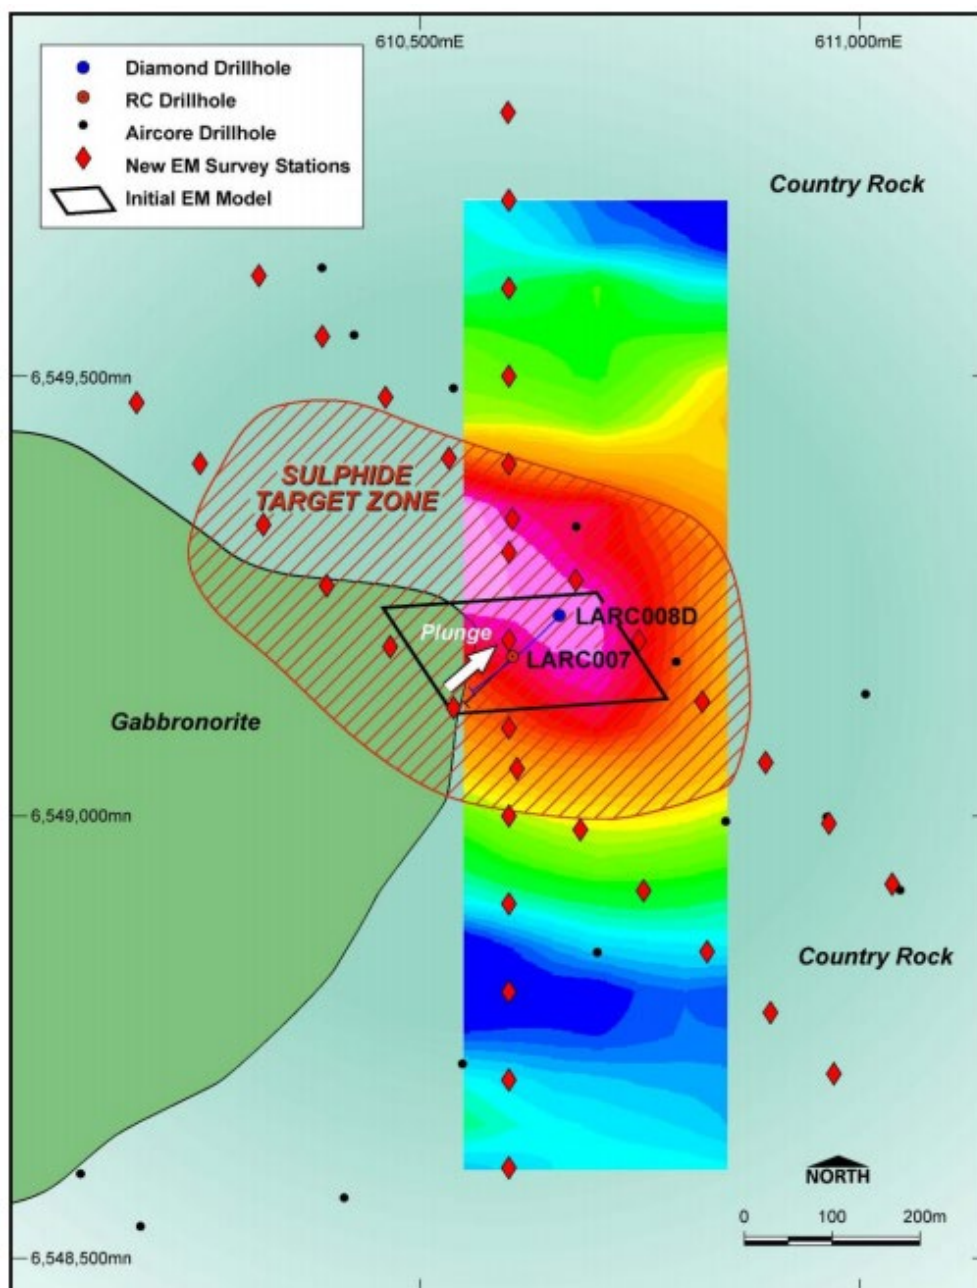 610,500mE
611,000mE
Diamond Drillhole
RC Drillhole
Aircore Drillhole
New EM Survey Stations
Initial EM Model
Country Rock
6,549,500mn
SULPHIDE
TARGET ZONE
LARC008D
Plunge
LARC007
Gabbronorite
6,549,000mn
Country Rock
NORTH
0 100 200m
6,548,500mn